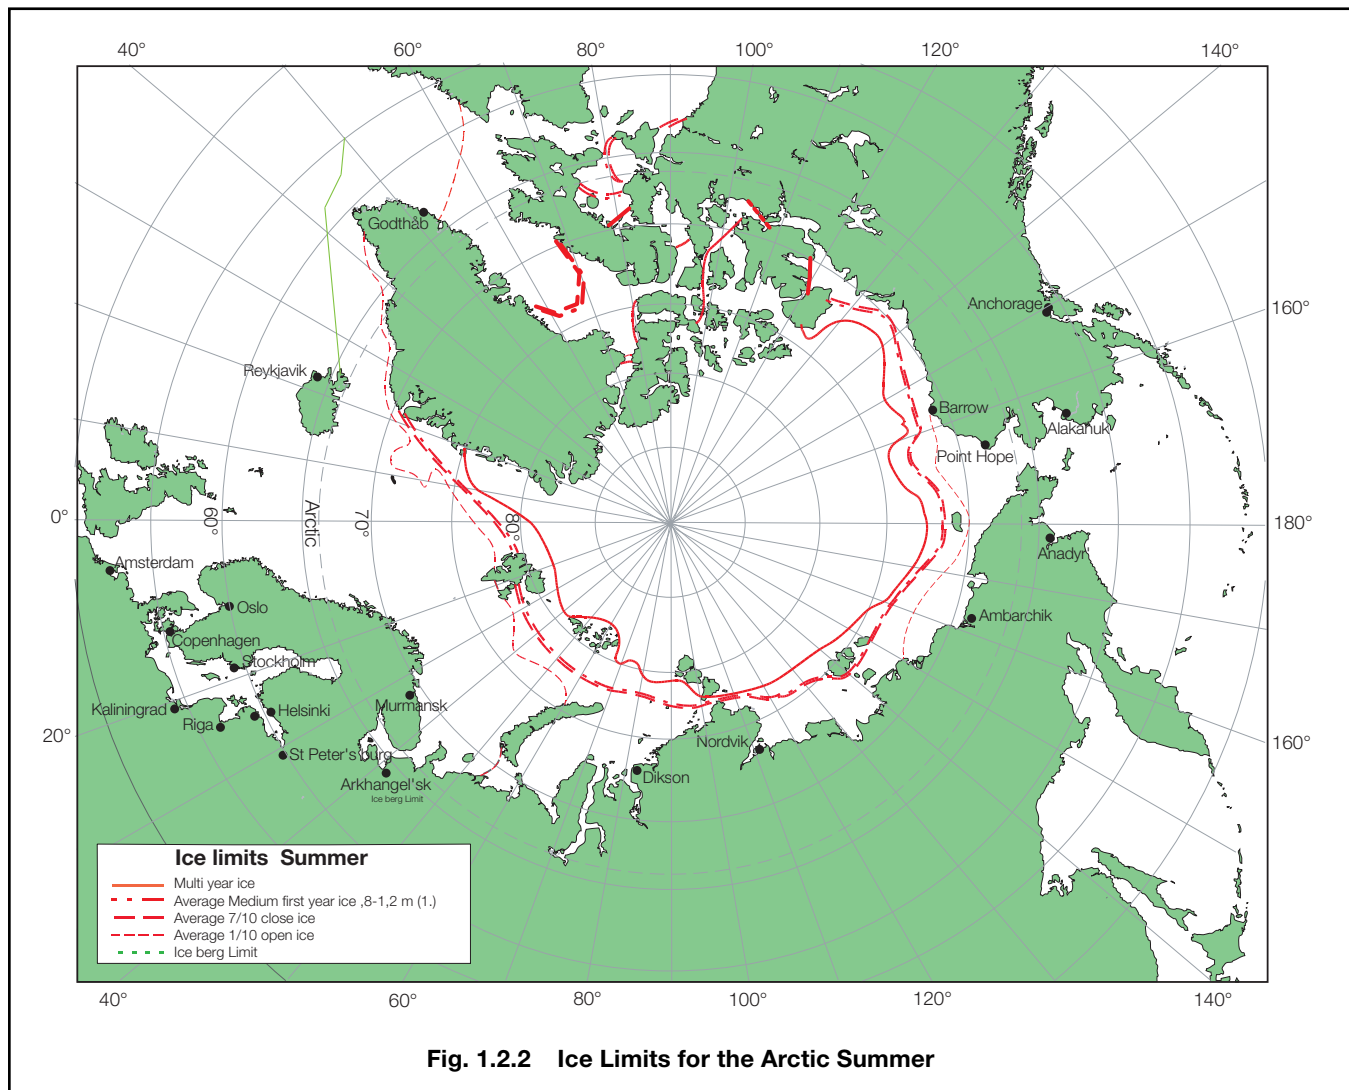 40° 60° 80° 100° 120° 140°
Godthåb
Anchorage
160°
Reykjavik
Barrow
Alakanuk
Point Hope
0°
60°
Arctic
70°
80°
180°
Anadyr'
Amsterdam
Oslo
Ambarchik
Copenhagen
Stockholm
Murmansk
Kaliningrad
Helsinki
Riga
20°
Nordvik
160°
St Peter's burg
Arkhangel'sk
Dikson
Ice berg Limit
Ice limits Summer
Multi year ice
Average Medium first year ice ,8-1,2 m (1.)
Average 7/10 close ice
Average 1/10 open ice
Ice berg Limit
40° 60° 80° 100° 120° 140°
Fig. 1.2.2 Ice Limits for the Arctic Summer